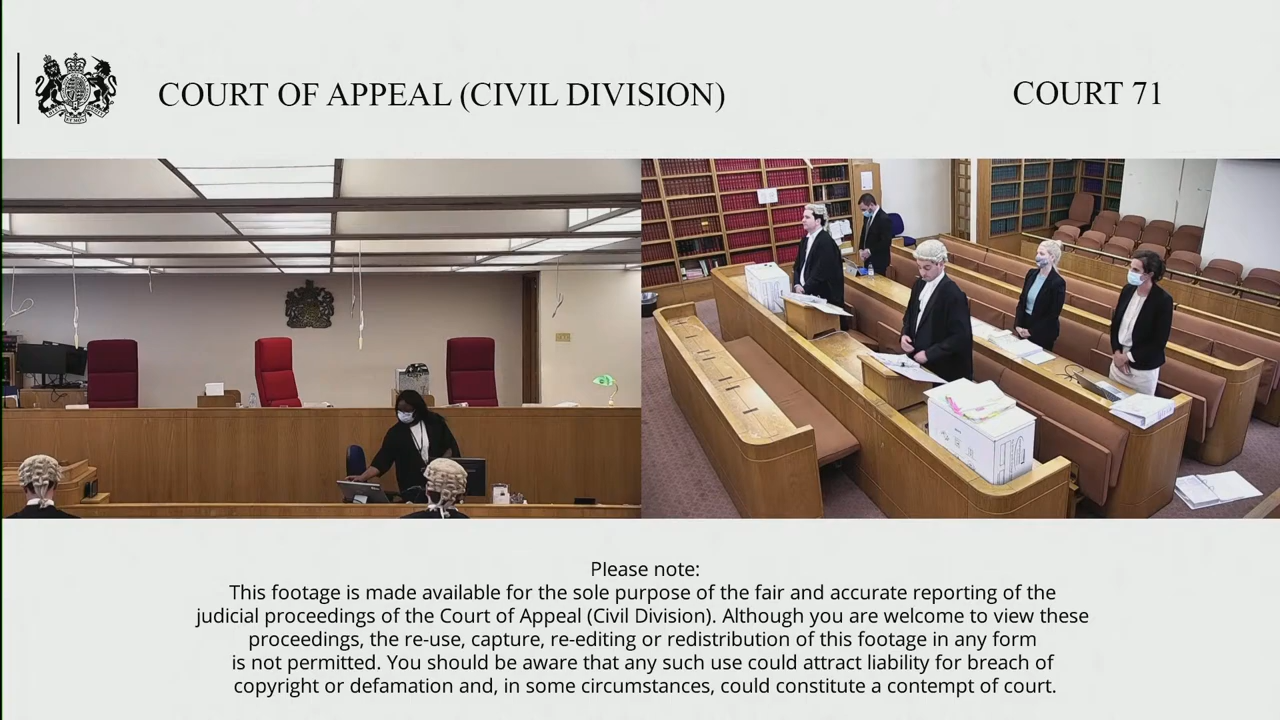 COURT OF APPEAL (CIVIL DIVISION)
COURT 71
Please note:
This footage is made available for the sole purpose of the fair and accurate reporting of the
judicial proceedings of the Court of Appeal (Civil Division). Although you are welcome to view these
proceedings, the re-use, capture, re-editing or redistribution of this footage in any form
is not permitted. You should be aware that any such use could attract liability for breach of
copyright or defamation and, in some circumstances, could constitute a contempt of court.